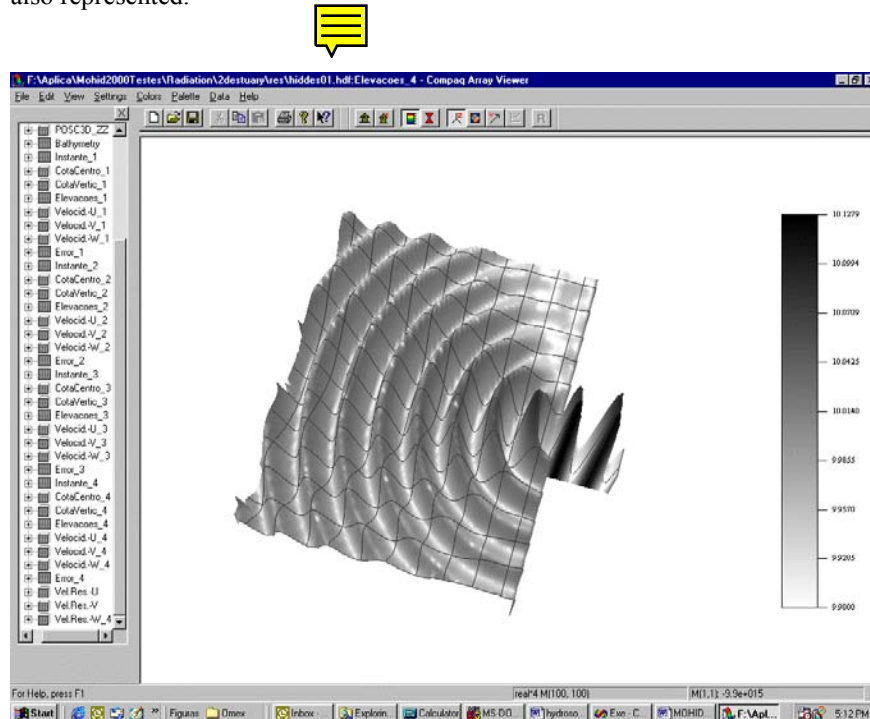 also represented.
F:\Aplica\Mohid2000Testes\Radiation\2destuary\res\hiddes01.hdf:Elevacoes_4 - Compaq Array Viewer
File Edit View Settings Colors Palette Data Help
POSC3D_ZZ
Bathymetry
Instante_1
CotaCentro_1
CotaVertic_1
Elevacoes_1
Velocid.-U_1
Velocid.-V_1
Velocid.-W_1
Error_1
Instante_2
CotaCentro_2
CotaVertic_2
Elevacoes_2
Velocid.-U_2
Velocid.-V_2
Velocid.-W_2
Error_2
Instante_3
CotaCentro_3
CotaVertic_3
Elevacoes_3
Velocid.-U_3
Velocid.-V_3
Velocid.-W_3
Error_3
Instante_4
CotaCentro_4
CotaVertic_4
Elevacoes_4
Velocid.-U_4
Velocid.-V_4
Velocid.-W_4
Error_4
Vel.Res.-U
Vel.Res.-V
Vel.Res.-W_4
R
10.1279
10.0994
10.0709
10.0425
10.0140
9.9855
9.9570
9.9285
9.9000
For Help, press F1
real*4 M(100, 100)
M(1,1): -9.9e+015
Start
Figuras
Omex
Inbox -...
Explorin...
Calculator
MS-DO...
hydroso...
Exe - C...
MOHID...
F:\Apl...
5:12 PM